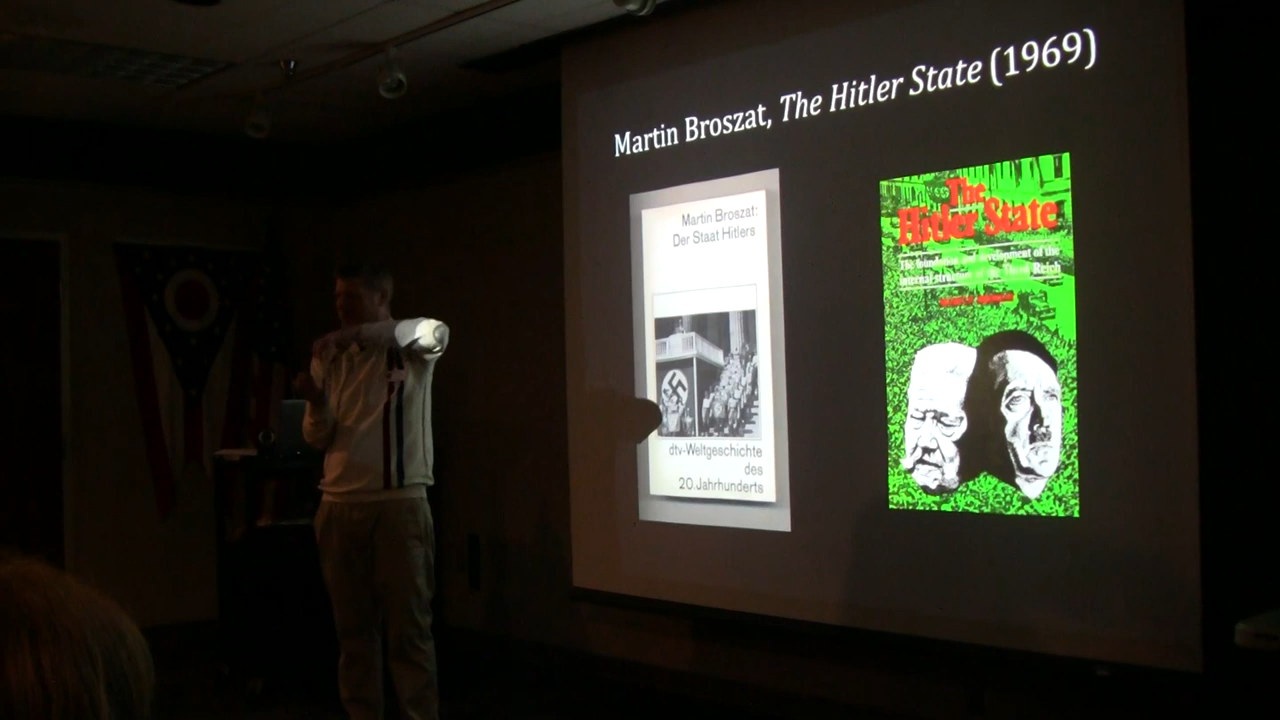 Martin Broszat, The Hitler State (1969)
Martin Broszat:
Der Staat Hitlers
dtv-Weltgeschichte
des
20. Jahrhunderts
The
Hitler State
The foundation and development of the
internal structure of the Third Reich